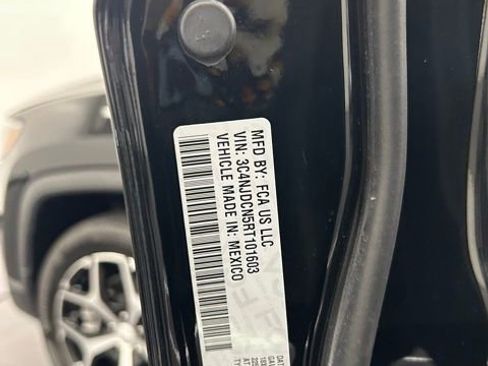 MFD BY: FCA US LLC
VIN: 3C4NJDCN5RT101603
VEHICLE MADE IN: MEXICO